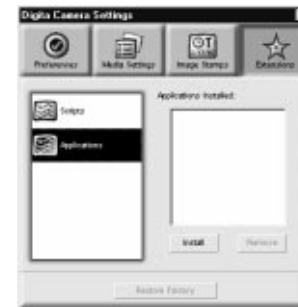 Digita Camera Settings
Preferences
Media Settings
Image Stamps
Extensions
Scripts
Applications
Applications Installed:
Install
Remove
Restore Factory